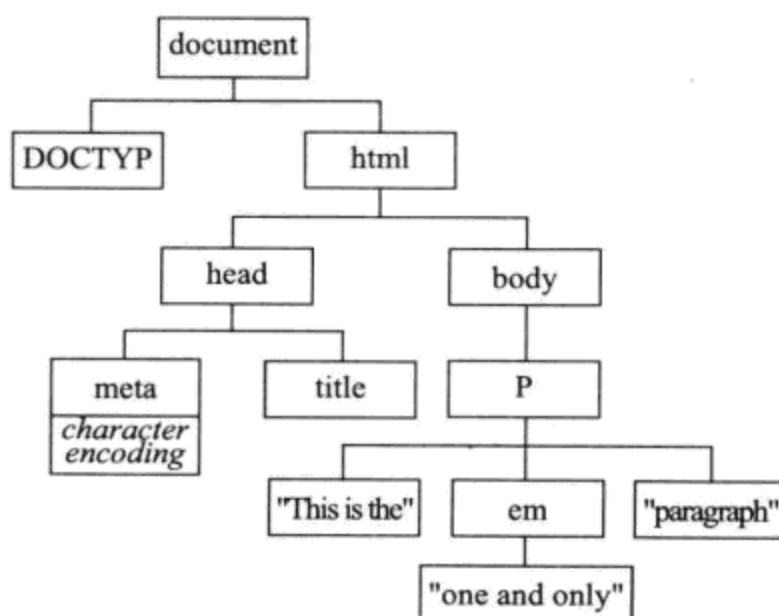 document
DOCTYP
html
head
body
meta
title
P
character
encoding
"This is the"
em
"paragraph"
"one and only"